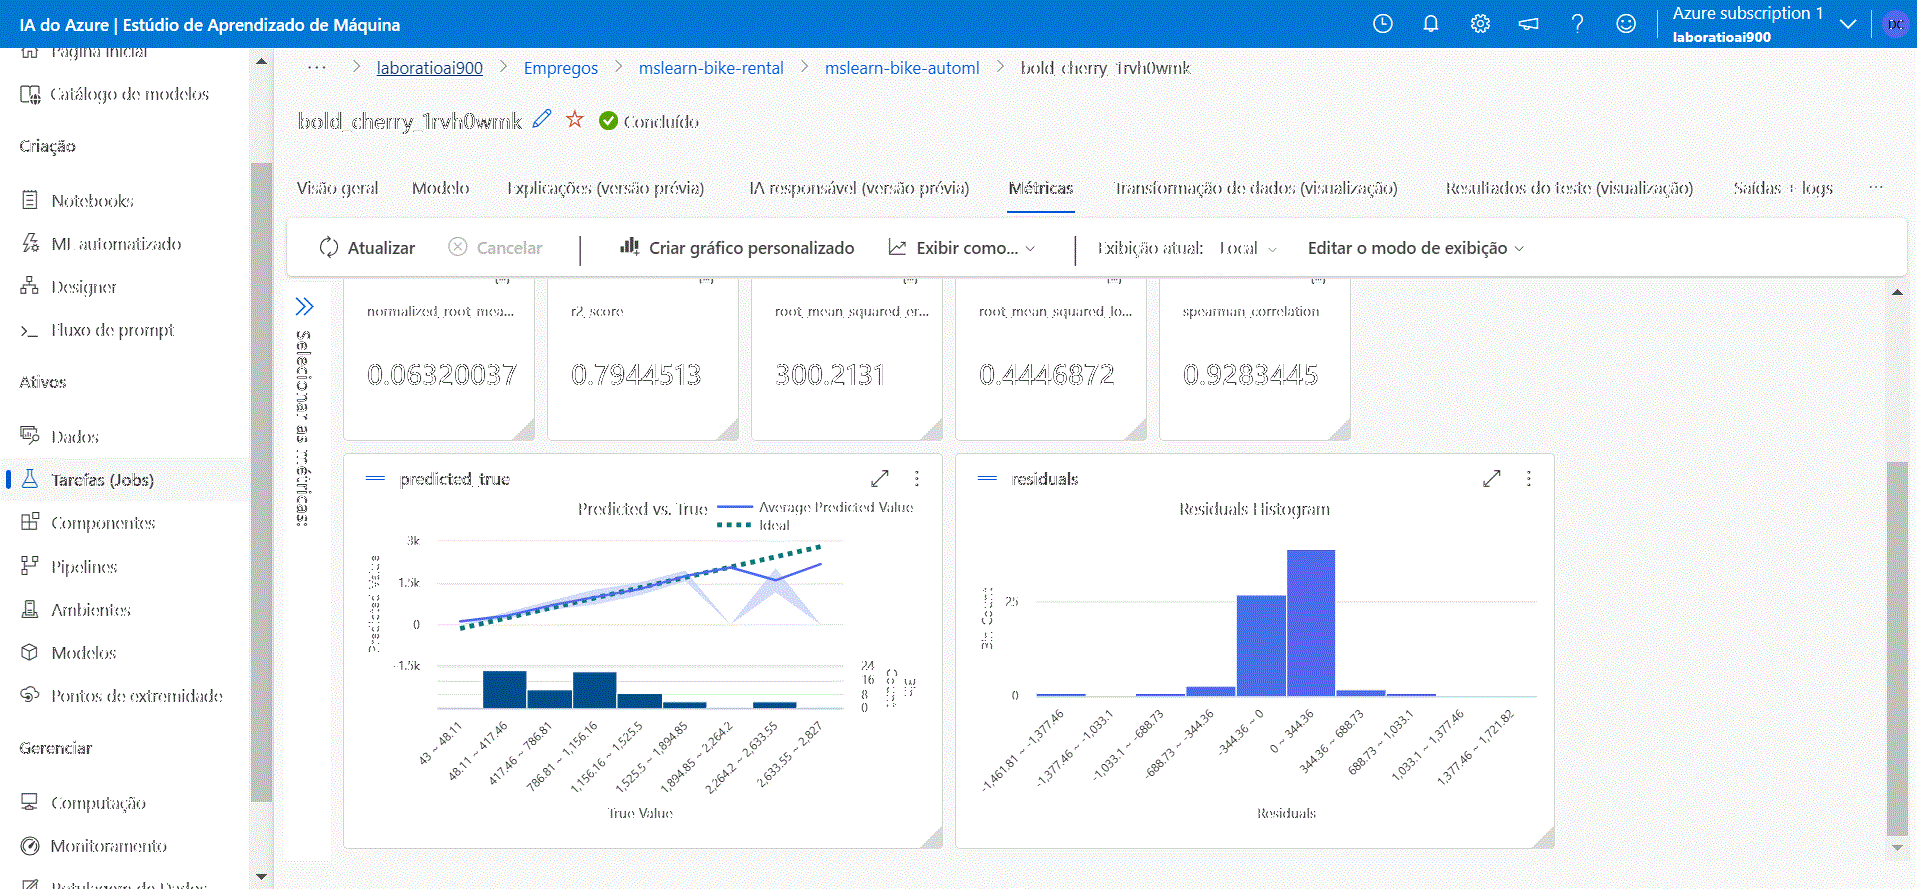 IA do Azure | Estúdio de Aprendizado de Máquina
Azure subscription 1
laboratioai900
DC
Página inicial
Catálogo de modelos
Criação
Notebooks
ML automatizado
Designer
Fluxo de prompt
Ativos
Dados
Tarefas (Jobs)
Componentes
Pipelines
Ambientes
Modelos
Pontos de extremidade
Gerenciar
Computação
Monitoramento
Rotulagem de Dados
... > laboratioai900 > Empregos > mslearn-bike-rental > mslearn-bike-automl > bold_cherry_1rvh0wmk
bold_cherry_1rvh0wmk Concluído
Visão geral Modelo Explicações (versão prévia) IA responsável (versão prévia) Métricas Transformação de dados (visualização) Resultados do teste (visualização) Saídas + logs ...
Atualizar Cancelar | Criar gráfico personalizado Exibir como... | Exibição atual: Local Editar o modo de exibição
Selecionar as métricas:
normalized_root_mea... r2_score root_mean_squared_er... root_mean_squared_lo... spearman_correlation
0.06320037 0.7944513 300.2131 0.4446872 0.9283445
predicted_true
Predicted vs. True
Average Predicted Value
Ideal
Predicted Value
3k
1.5k
0
-1.5k
24
16
8
0
Bin Count
43 ~ 48.11
48.11 ~ 417.46
417.46 ~ 786.81
786.81 ~ 1,156.16
1,156.16 ~ 1,525.5
1,525.5 ~ 1,894.85
1,894.85 ~ 2,264.2
2,264.2 ~ 2,633.55
2,633.55 ~ 2,827
True Value
residuals
Residuals Histogram
Bin Count
25
0
-1,461.81 ~ -1,377.46
-1,377.46 ~ -1,033.1
-1,033.1 ~ -688.73
-688.73 ~ -344.36
-344.36 ~ 0
0 ~ 344.36
344.36 ~ 688.73
688.73 ~ 1,033.1
1,033.1 ~ 1,377.46
1,377.46 ~ 1,721.82
Residuals